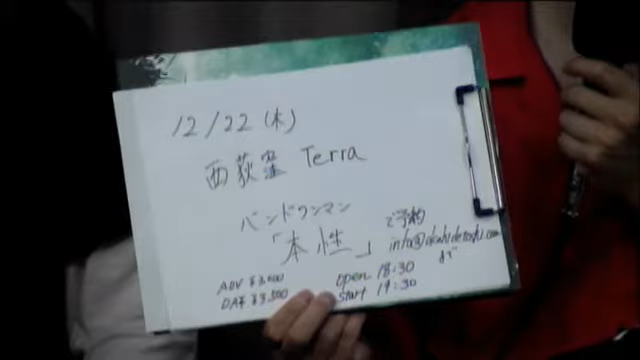 12/22 (木)
西荻窪 Terra
バンドワンマン
「本性」
ADV ¥3,000
DAY ¥3,500
open 18:30
start 19:30
ご予約
まで